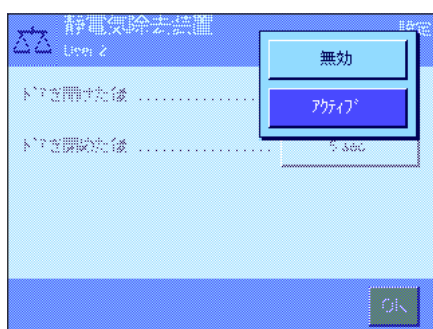 静電気除去装置
User 2
無効
ｱｸﾃｨﾌﾞ
ﾄﾞｱを開けた後 ....................
ﾄﾞｱを閉めた後 ....................
5 sec
OK